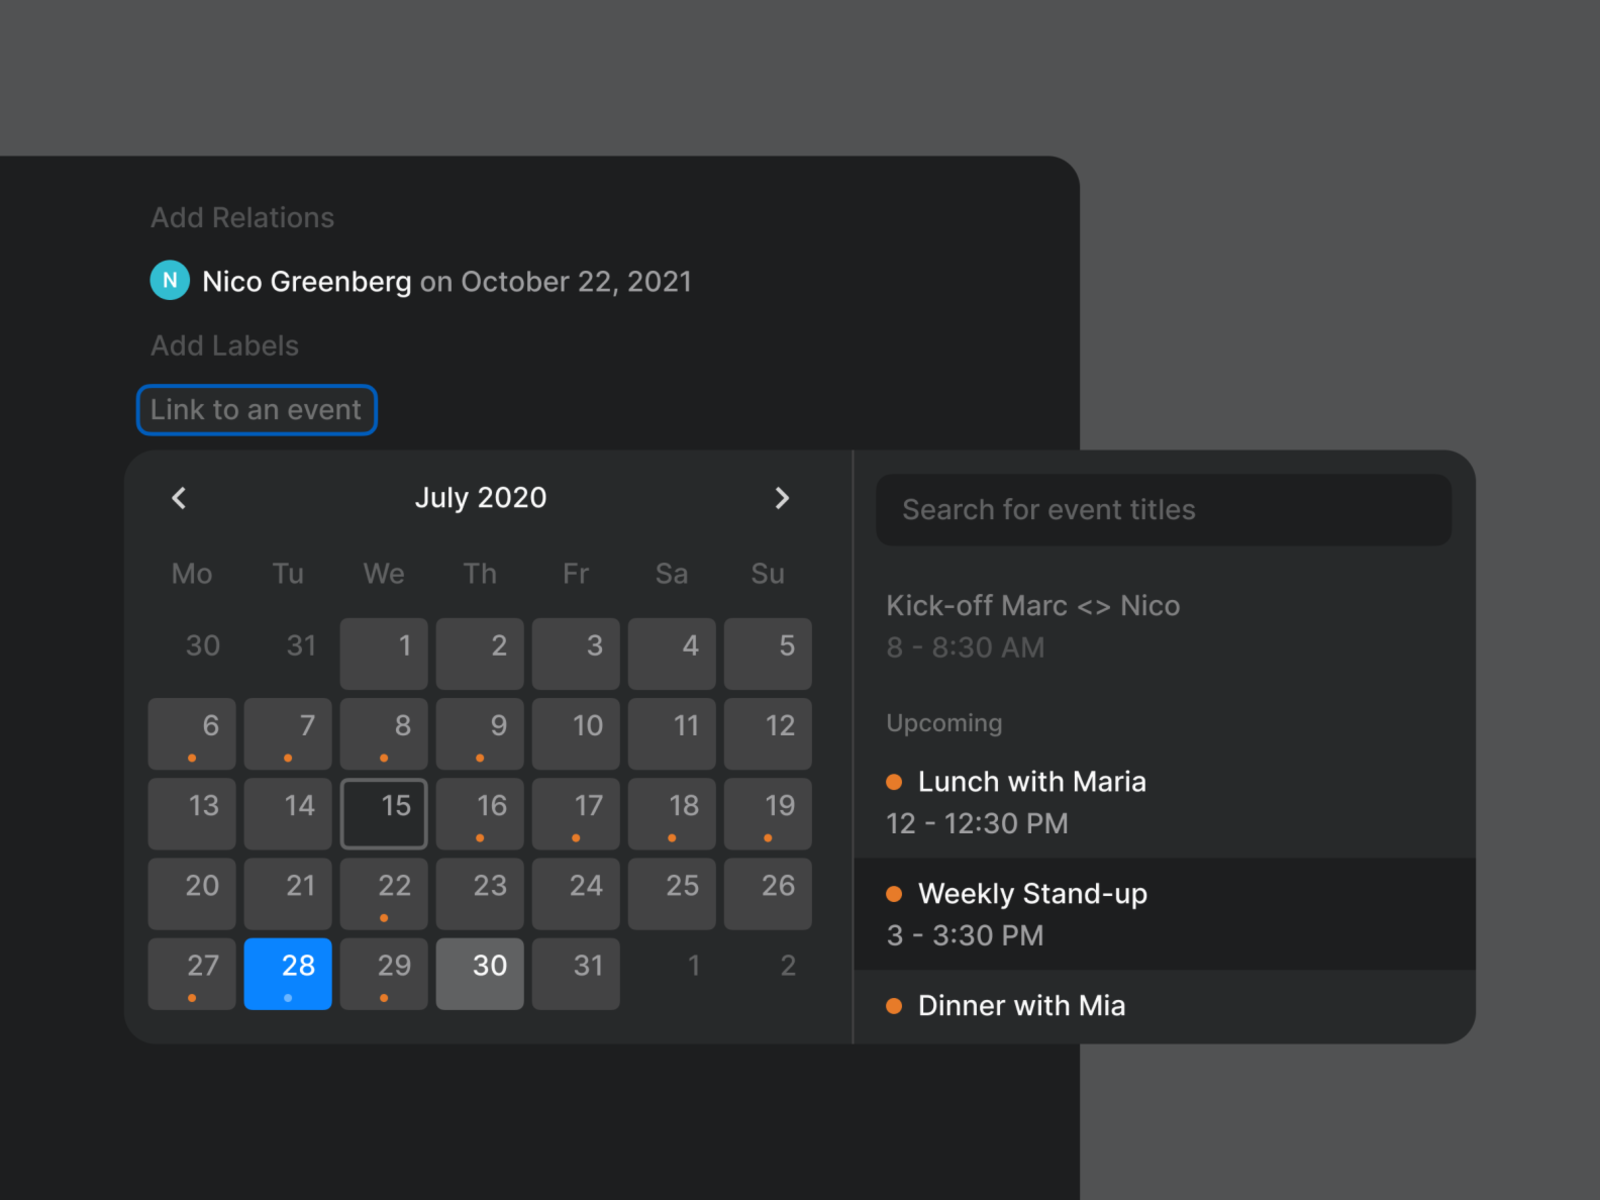 Add Relations
N Nico Greenberg on October 22, 2021
Add Labels
Link to an event
July 2020
Mo Tu We Th Fr Sa Su
30 31 1 2 3 4 5
6 7 8 9 10 11 12
13 14 15 16 17 18 19
20 21 22 23 24 25 26
27 28 29 30 31 1 2
Search for event titles
Kick-off Marc <> Nico
8 - 8:30 AM
Upcoming
Lunch with Maria
12 - 12:30 PM
Weekly Stand-up
3 - 3:30 PM
Dinner with Mia